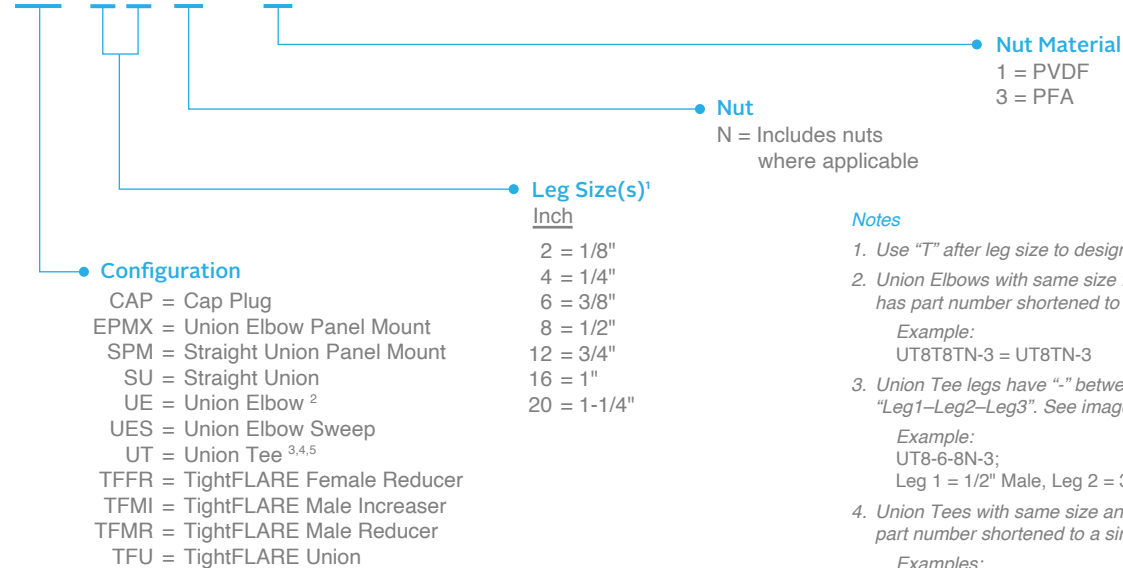 Nut Material
1 = PVDF
3 = PFA
Nut
N = Includes nuts
where applicable
Leg Size(s)¹
Inch
2 = 1/8"
4 = 1/4"
6 = 3/8"
8 = 1/2"
12 = 3/4"
16 = 1"
20 = 1-1/4"
Configuration
CAP = Cap Plug
EPMX = Union Elbow Panel Mount
SPM = Straight Union Panel Mount
SU = Straight Union
UE = Union Elbow ²
UES = Union Elbow Sweep
UT = Union Tee ³,⁴,⁵
TFFR = TightFLARE Female Reducer
TFMI = TightFLARE Male Increaser
TFMR = TightFLARE Male Reducer
TFU = TightFLARE Union
Notes
1. Use “T” after leg size to
2. Union Elbows with same size
has part number shortened to
Example:
UT8T8TN-3 = UT8TN-3
3. Union Tee legs have “-”
“Leg1–Leg2–Leg3”. See
Example:
UT8-6-8N-3;
Leg 1 = 1/2" Male, Leg 2 =
4. Union Tees with same size
part number shortened to a
Examples: